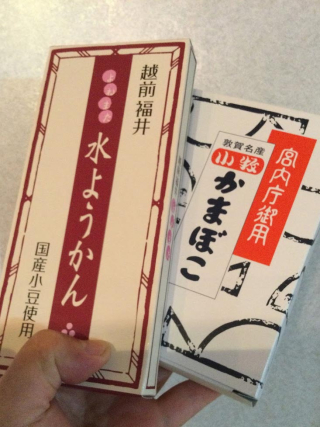 越前福井
水ようかん
国産小豆使用
宮内庁御用
敦賀名産
小牧
かまぼこ